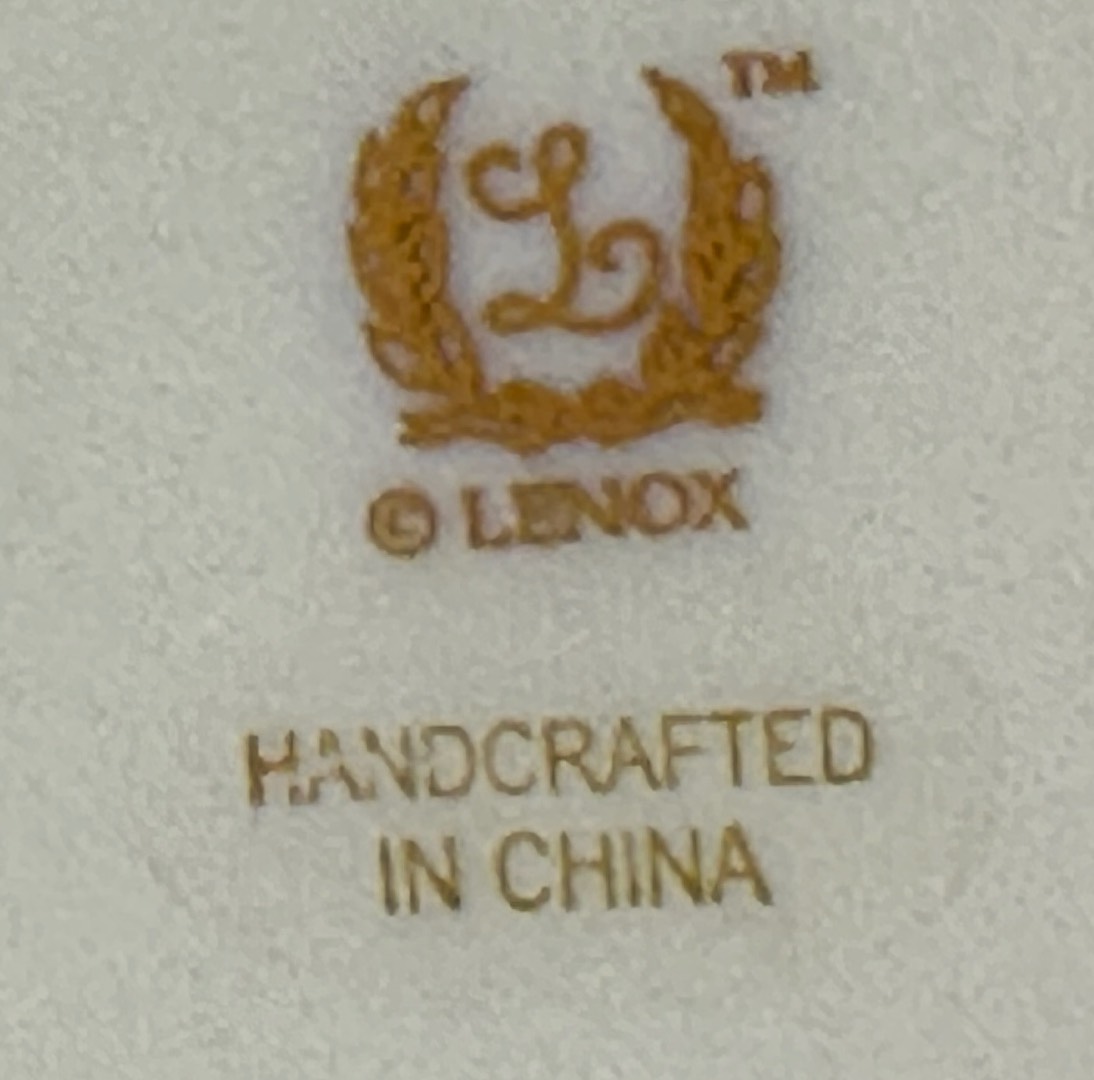 TM
L
© LENOX
HANDCRAFTED
IN CHINA